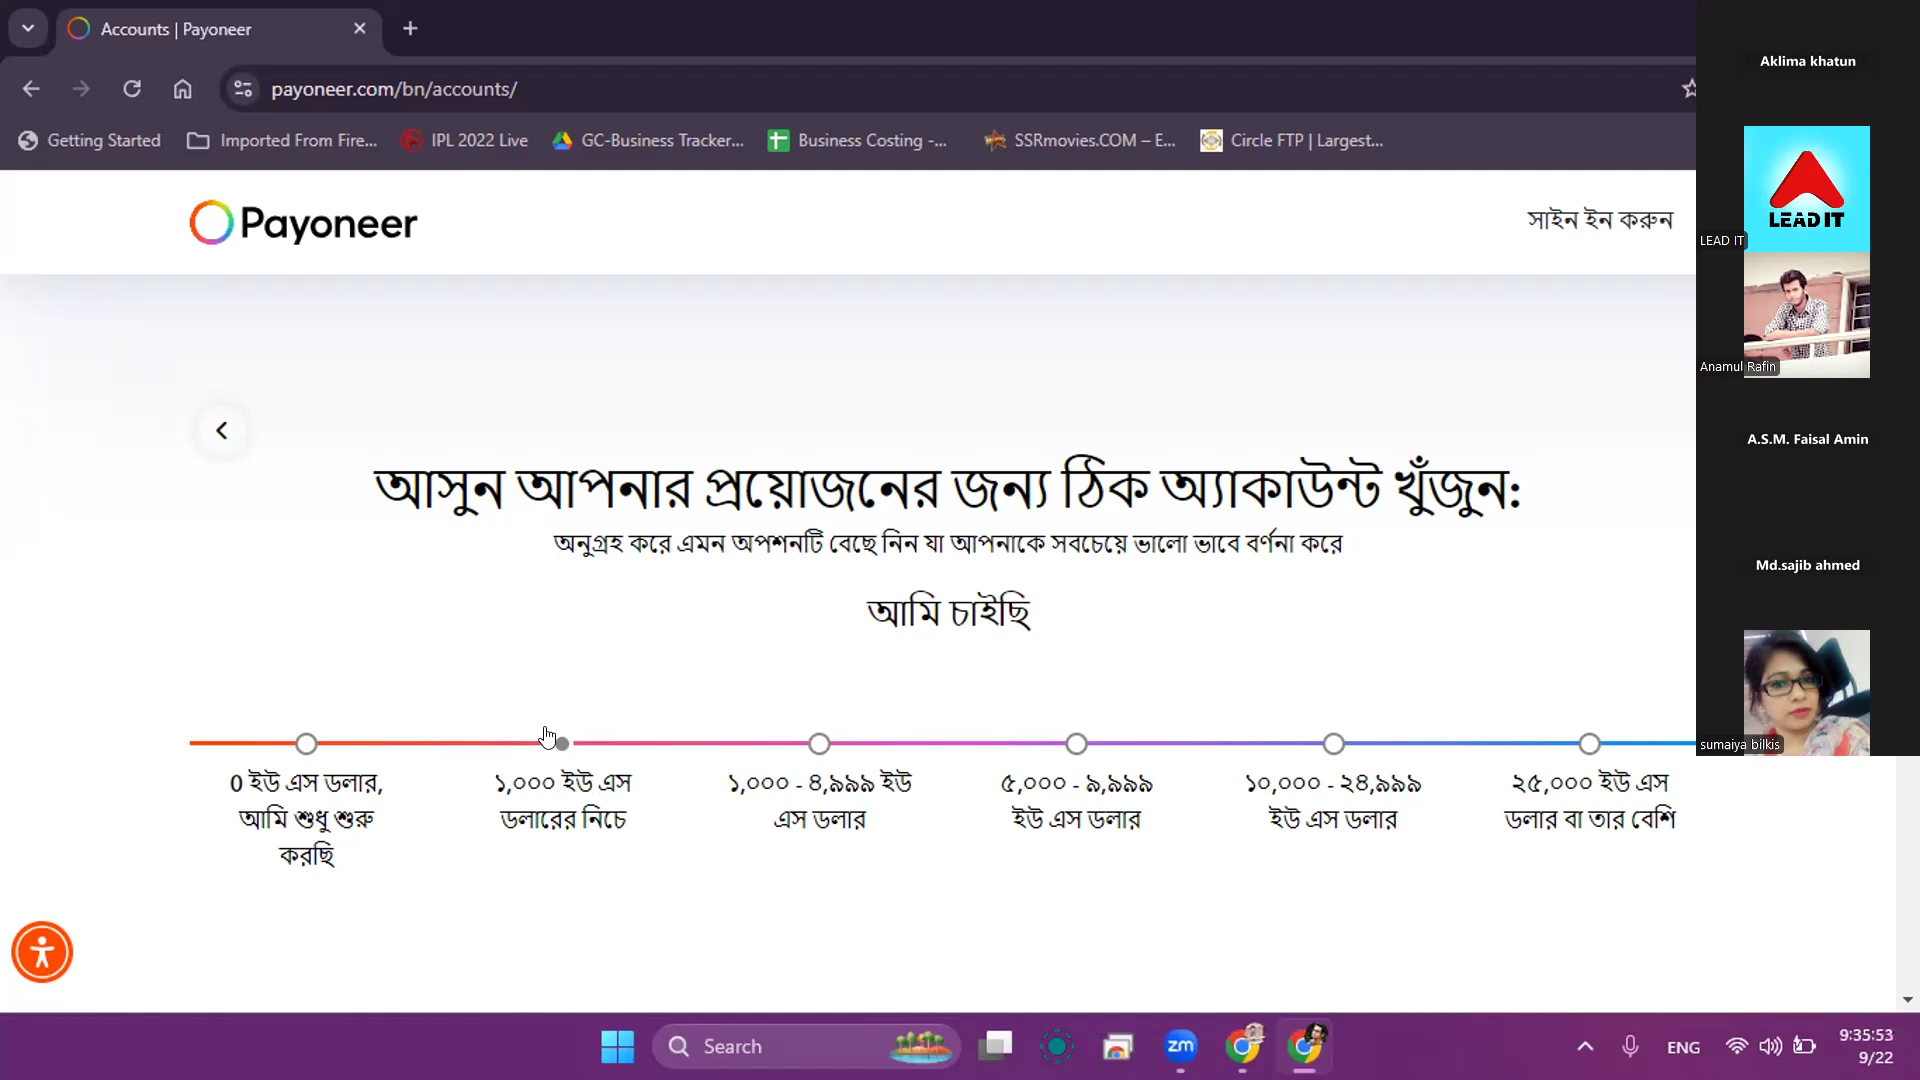 Accounts | Payoneer
payoneer.com/bn/accounts/
Getting Started
Imported From Fire...
IPL 2022 Live
GC-Business Tracker...
Business Costing -...
SSRmovies.COM – E...
Circle FTP | Largest...
Payoneer
সাইন ইন করুন
আসুন আপনার প্রয়োজনের জন্য ঠিক অ্যাকাউন্ট খুঁজুন:
অনুগ্রহ করে এমন অপশনটি বেছে নিন যা আপনাকে সবচেয়ে ভালো ভাবে বর্ণনা করে
আমি চাইছি
0 ইউ এস ডলার,
আমি শুধু শুরু
করছি
১,০০০ ইউ এস
ডলারের নিচে
১,০০০ - ৪,৯৯৯ ইউ
এস ডলার
৫,০০০ - ৯,৯৯৯
ইউ এস ডলার
১০,০০০ - ২৪,৯৯৯
ইউ এস ডলার
২৫,০০০ ইউ এস
ডলার বা তার বেশি
Aklima khatun
LEAD IT
LEAD IT
Anamul Rafin
A.S.M. Faisal Amin
Md.sajib ahmed
sumaiya bilkis
Search
zm
ENG
9:35:53
9/22